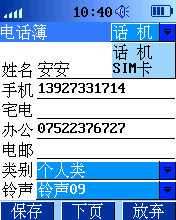 10:40
电话簿 话 机
话 机
SIM卡
姓名 安安
手机 13927331714
宅电
办公 07522376727
电邮
类别 个人类
铃声 铃声09
保存 下页 放弃